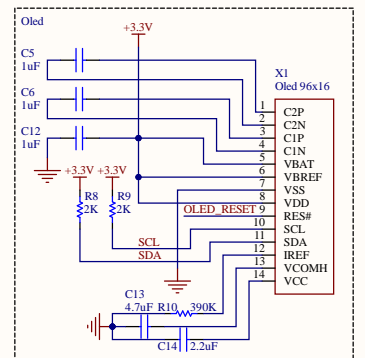 Oled
+3.3V
C5
1uF
X1
Oled 96x16
C6
1uF
C12
1uF
1 C2P
2 C2N
3 C1P
4 C1N
5 VBAT
6 VBREF
7 VSS
8 VDD
9 RES#
10 SCL
11 SDA
12 IREF
13 VCOMH
14 VCC
+3.3V +3.3V
R8
2K
R9
2K
OLED_RESET
SCL
SDA
C13
4.7uF
R10 390K
C14 2.2uF